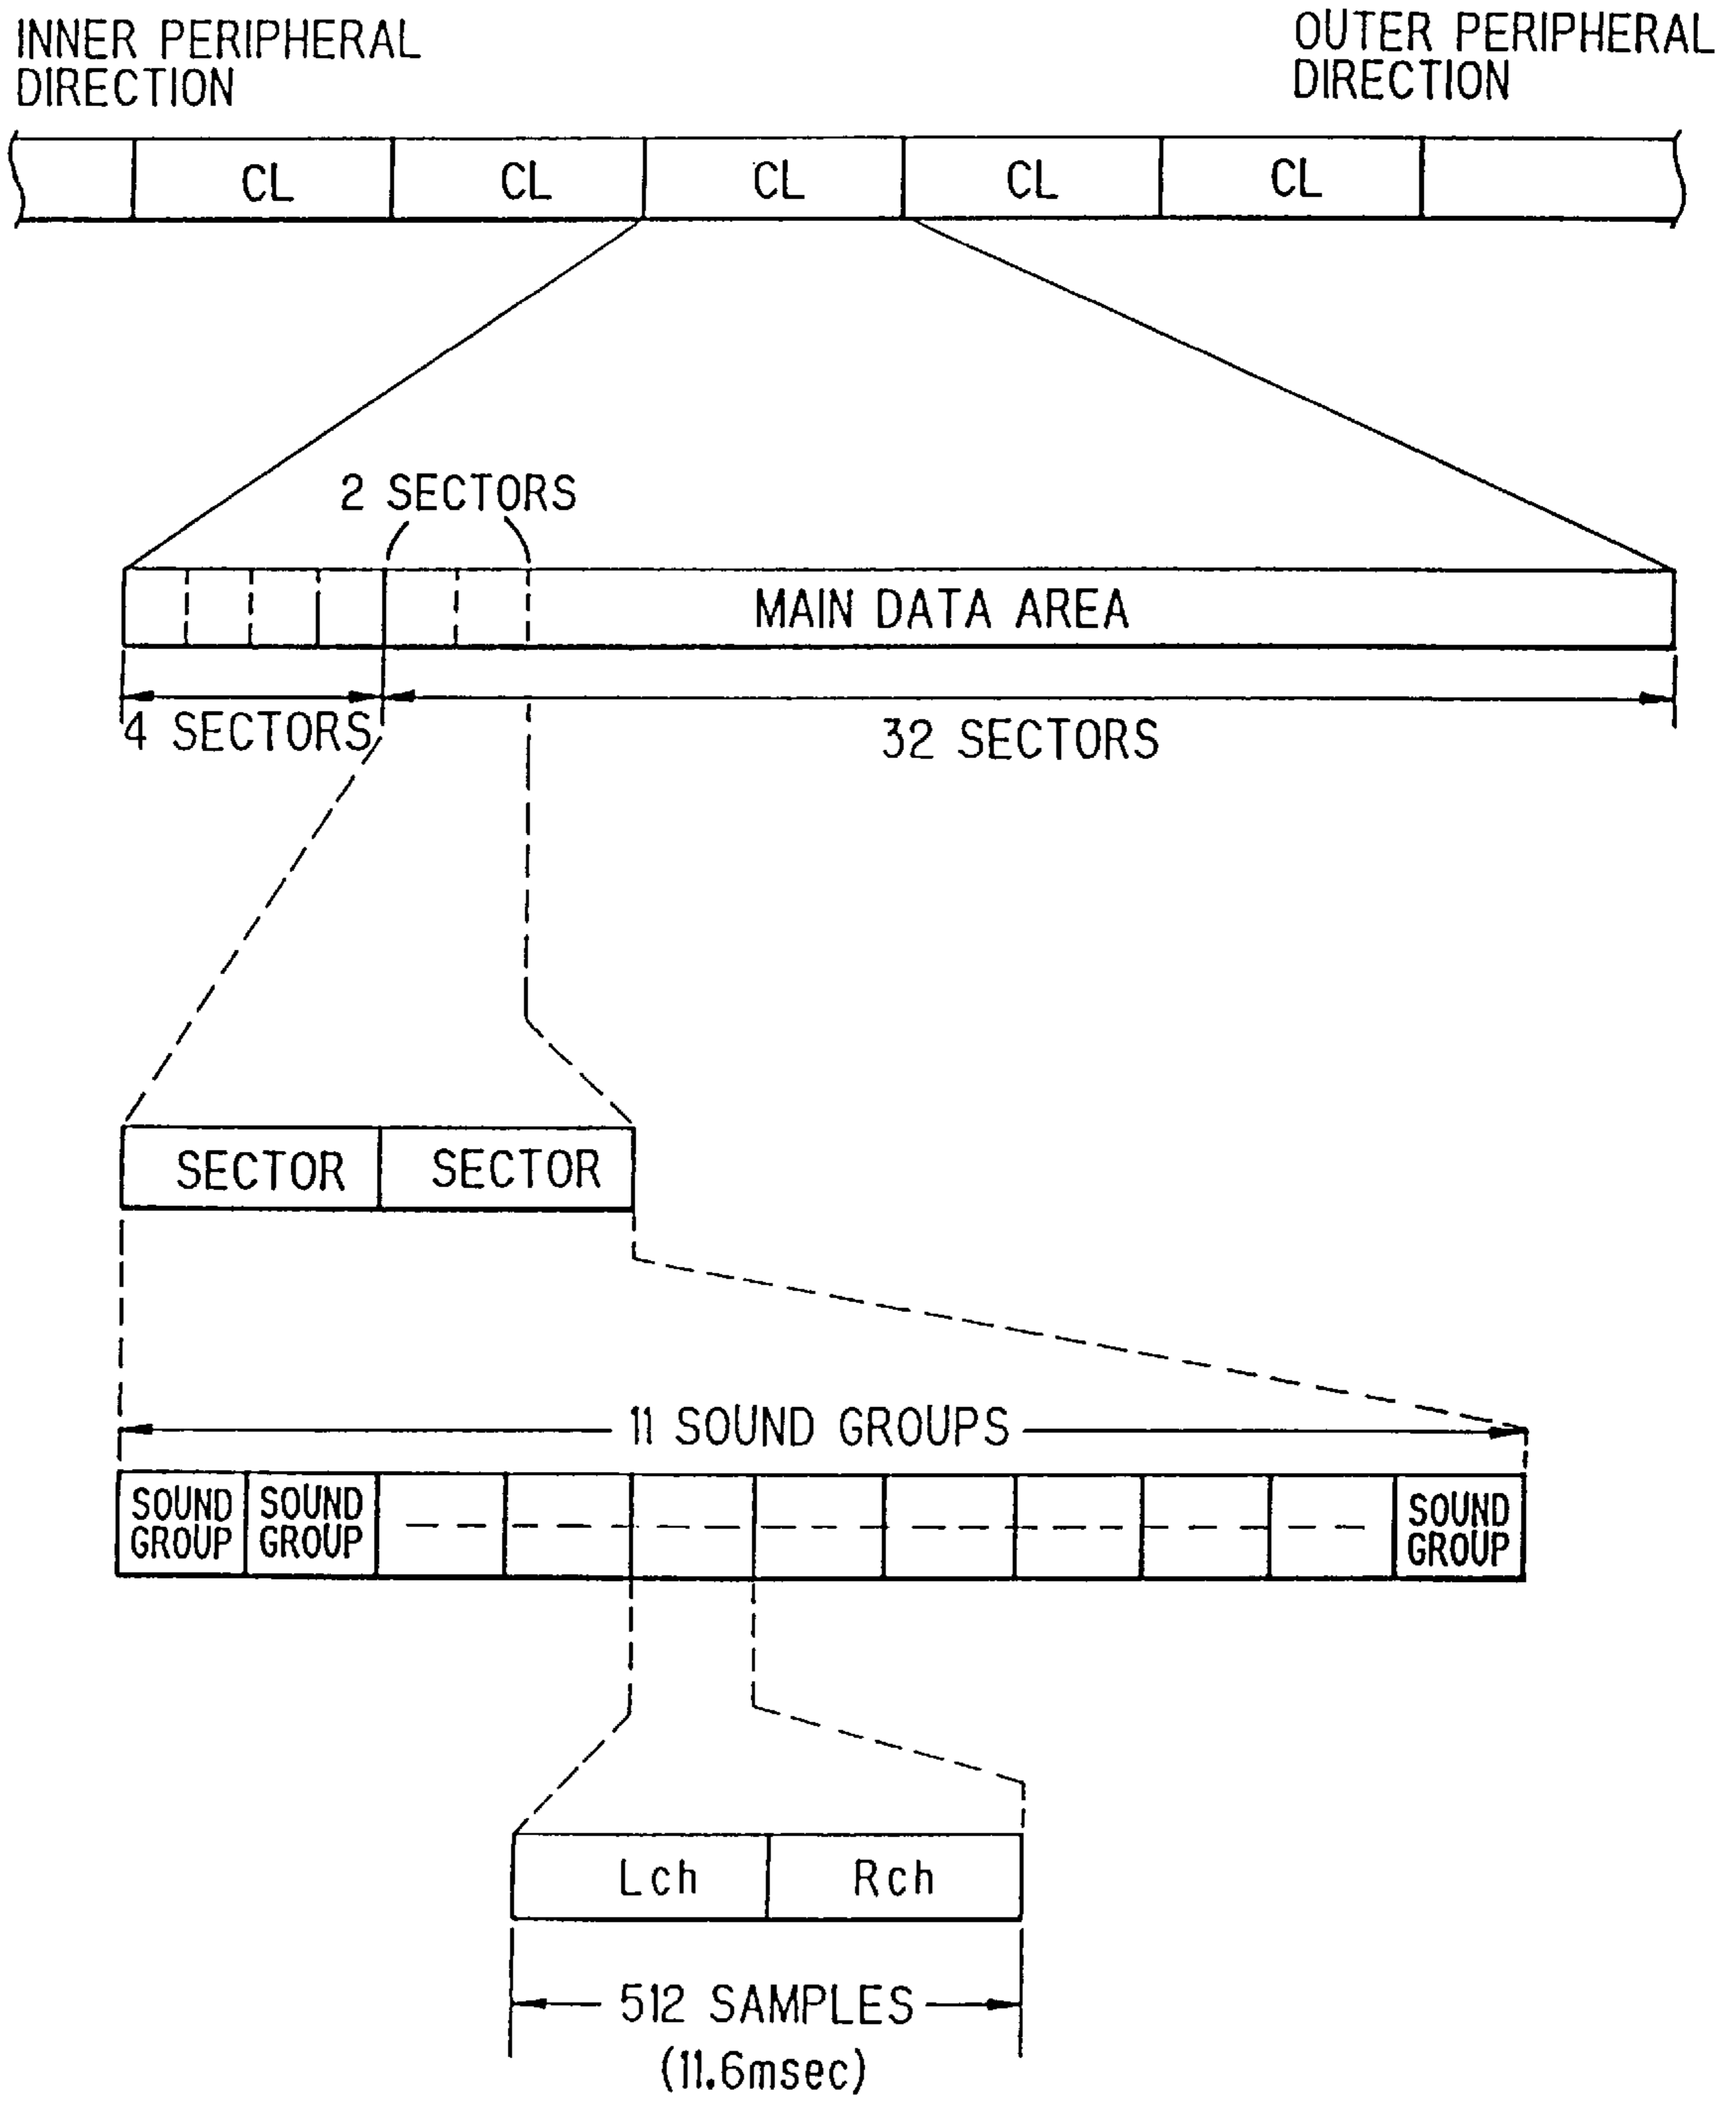 INNER PERIPHERAL
DIRECTION
OUTER PERIPHERAL
DIRECTION
CL CL CL CL CL
2 SECTORS
MAIN DATA AREA
4 SECTORS
32 SECTORS
SECTOR SECTOR
11 SOUND GROUPS
SOUND
GROUP
SOUND
GROUP
SOUND
GROUP
Lch Rch
512 SAMPLES
(11.6msec)